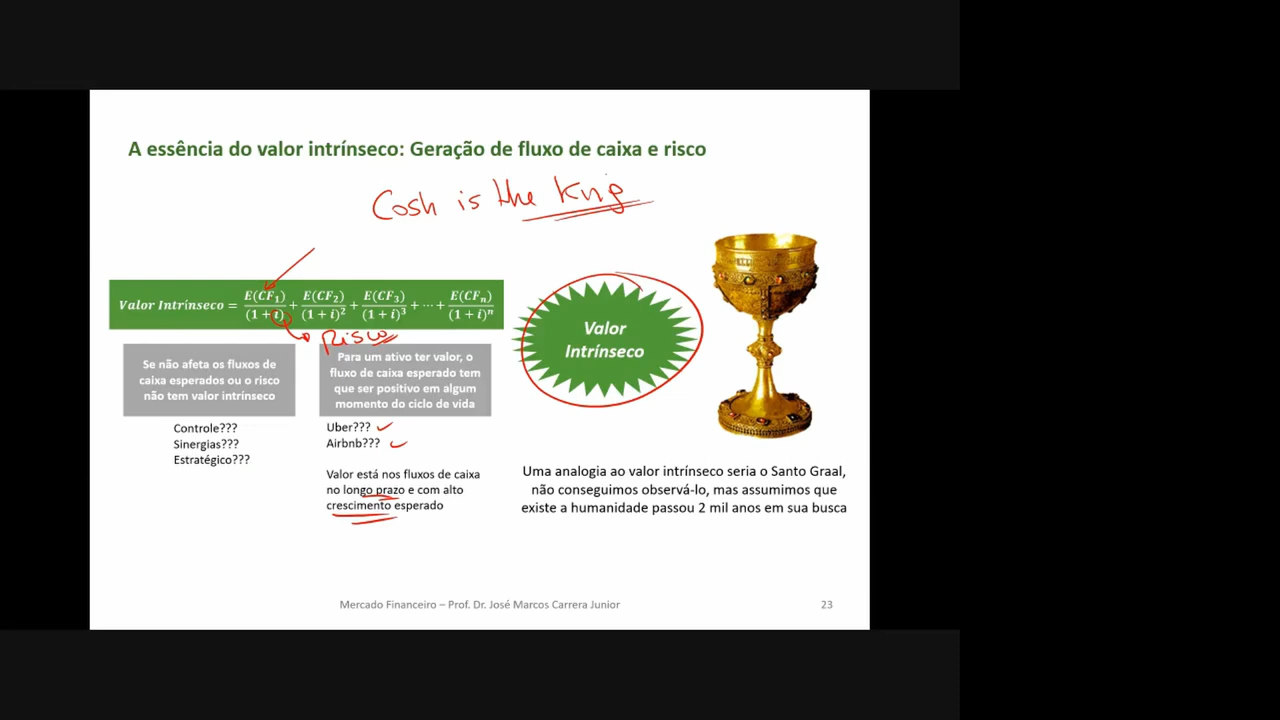 A essência do valor intrínseco: Geração de fluxo de caixa e risco
Cosh is the King
Valor Intrínseco = E(CF₁)/(1+i) + E(CF₂)/(1+i)² + E(CF₃)/(1+i)³ + ⋯ + E(CFₙ)/(1+i)ⁿ
Risco
Se não afeta os fluxos de
caixa esperados ou o risco
não tem valor intrínseco
Controle???
Sinergias???
Estratégico???
Para um ativo ter valor, o
fluxo de caixa esperado tem
que ser positivo em algum
momento do ciclo de vida
Uber???
Airbnb???
Valor está nos fluxos de caixa
no longo prazo e com alto
crescimento esperado
Valor
Intrínseco
Uma analogia ao valor intrínseco seria o Santo Graal,
não conseguimos observá-lo, mas assumimos que
existe a humanidade passou 2 mil anos em sua busca
Mercado Financeiro – Prof. Dr. José Marcos Carrera Junior
23